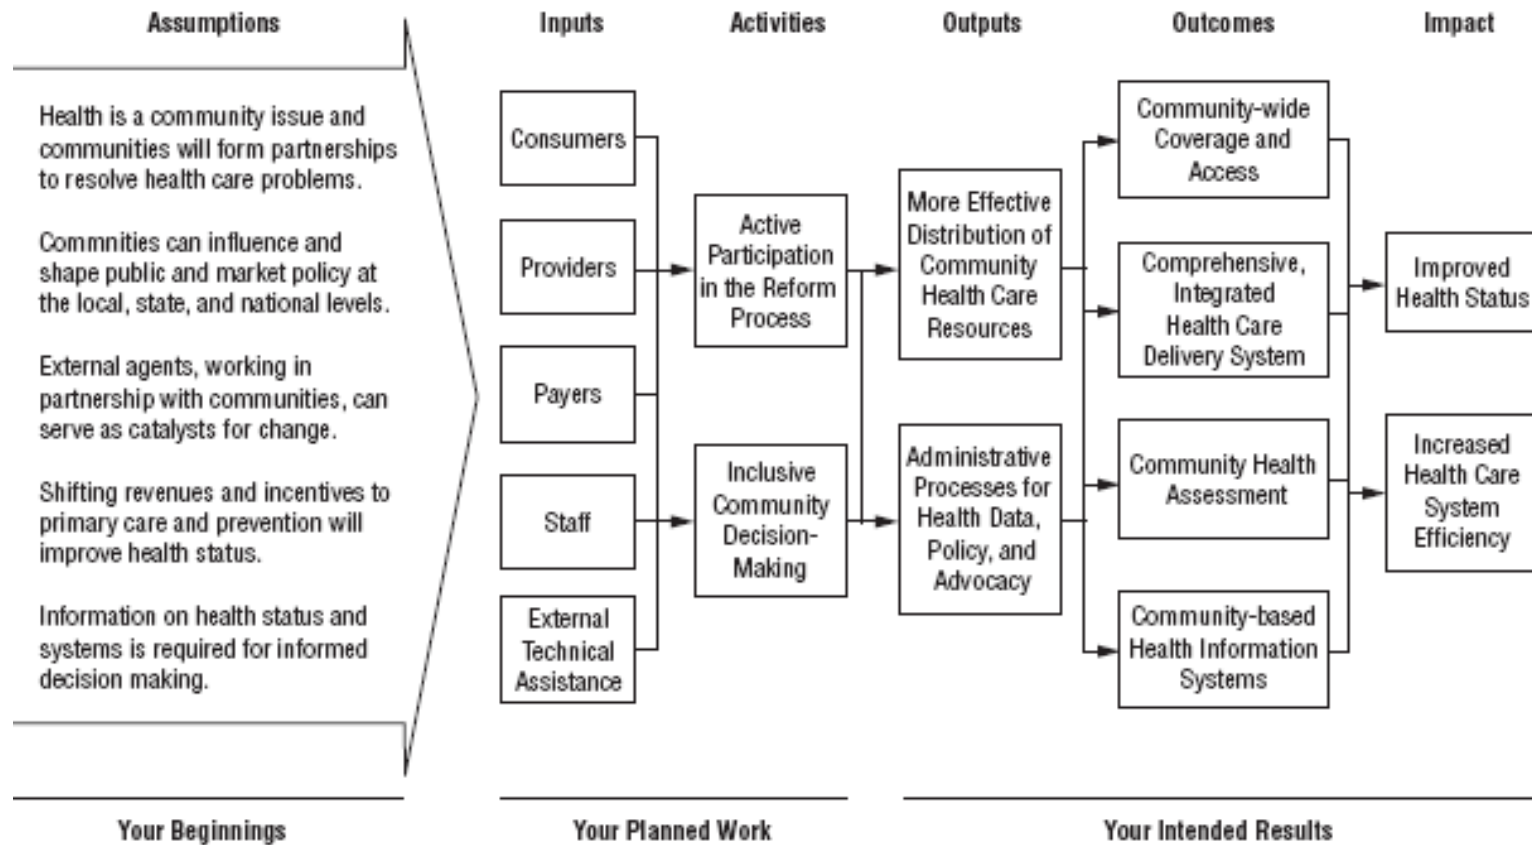 Assumptions
Inputs
Activities
Outputs
Outcomes
Impact
Health is a community issue and
communities will form partnerships
to resolve health care problems.
Commnities can influence and
shape public and market policy at
the local, state, and national levels.
External agents, working in
partnership with communities, can
serve as catalysts for change.
Shifting revenues and incentives to
primary care and prevention will
improve health status.
Information on health status and
systems is required for informed
decision making.
Consumers
Providers
Payers
Staff
External
Technical
Assistance
Active
Participation
in the Reform
Process
Inclusive
Community
Decision-
Making
More Effective
Distribution of
Community
Health Care
Resources
Administrative
Processes for
Health Data,
Policy, and
Advocacy
Community-wide
Coverage and
Access
Comprehensive,
Integrated
Health Care
Delivery System
Community Health
Assessment
Community-based
Health Information
Systems
Improved
Health Status
Increased
Health Care
System
Efficiency
Your Beginnings
Your Planned Work
Your Intended Results